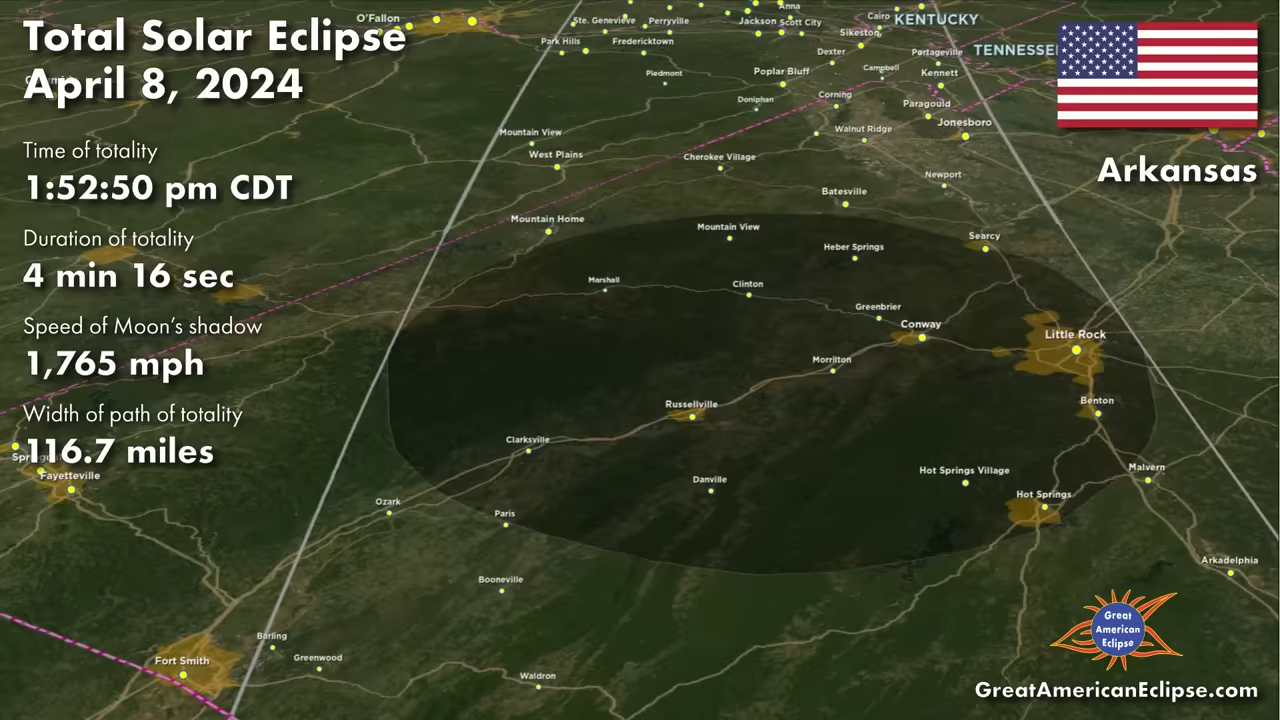 Total Solar Eclipse
April 8, 2024
Time of totality
1:52:50 pm CDT
Duration of totality
4 min 16 sec
Speed of Moon's shadow
1,765 mph
Width of path of totality
116.7 miles
Arkansas
O'Fallon
Ste. Genevieve
Perryville
Anna
Jackson
Scott City
Cairo
KENTUCKY
Park Hills
Fredericktown
Sikeston
Dexter
Portageville
TENNESSE
Piedmont
Poplar Bluff
Campbell
Kennett
Doniphan
Corning
Paragould
Jonesboro
Mountain View
Walnut Ridge
West Plains
Cherokee Village
Newport
Batesville
Mountain Home
Mountain View
Searcy
Heber Springs
Marshall
Clinton
Greenbrier
Conway
Little Rock
Morrilton
Russellville
Benton
Clarksville
Fayetteville
Danville
Hot Springs Village
Malvern
Ozark
Hot Springs
Paris
Arkadelphia
Booneville
Barling
Greenwood
Fort Smith
Waldron
Great
American
Eclipse
GreatAmericanEclipse.com